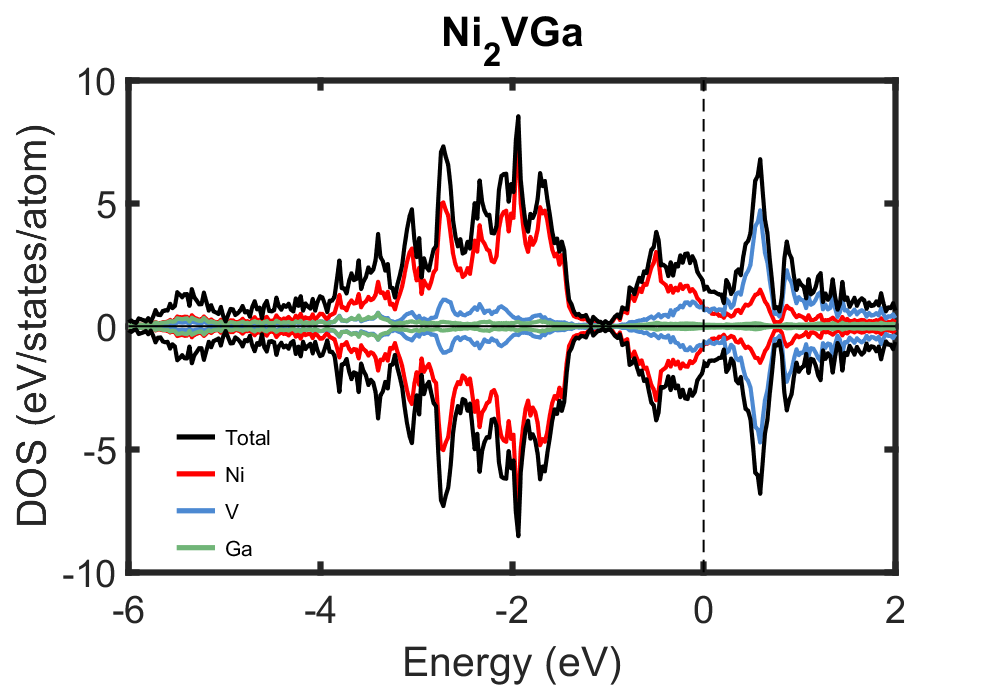 Ni2VGa
10
5
0
-5
-10
DOS (eV/states/atom)
Total
Ni
V
Ga
-6 -4 -2 0 2
Energy (eV)